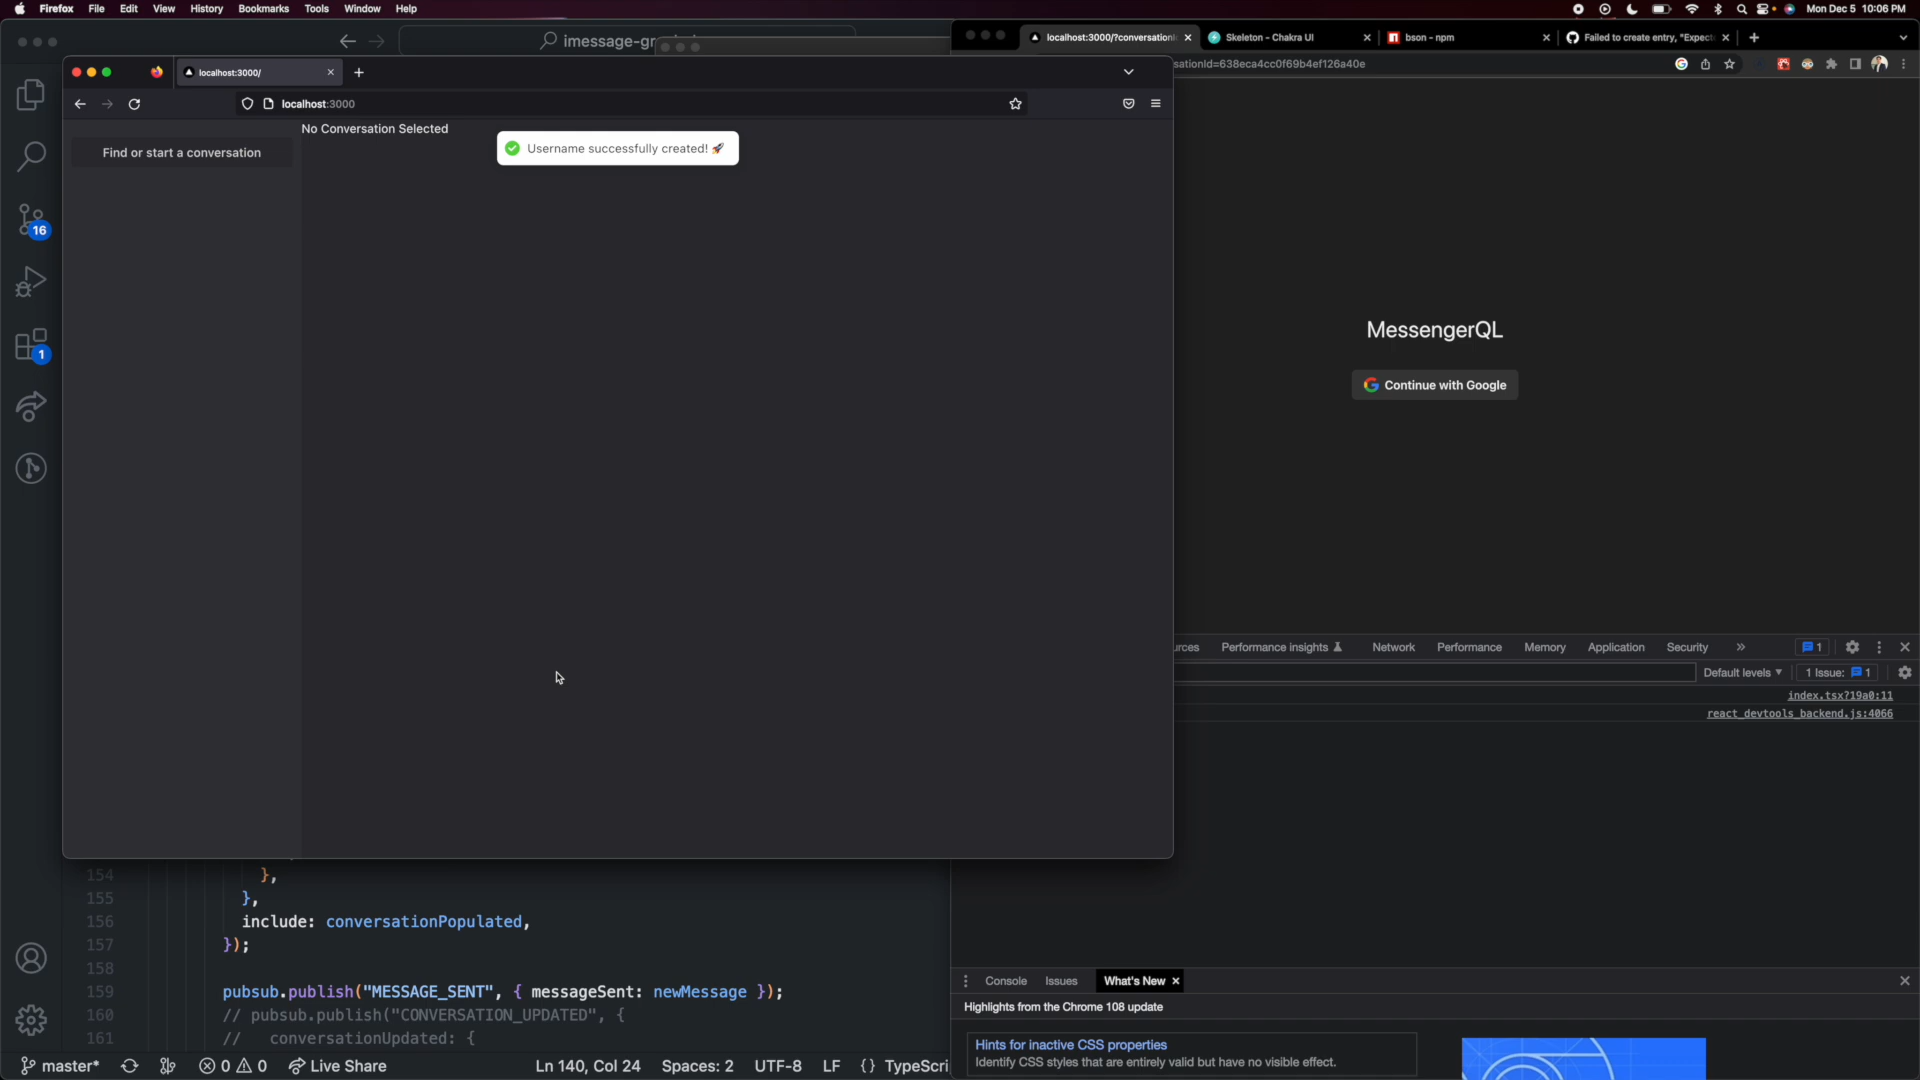 Firefox File Edit View History Bookmarks Tools Window Help
Mon Dec 5 10:06 PM
imessage-gr
localhost:3000/?conversationI
Skeleton - Chakra UI
bson - npm
Failed to create entry, "Expect
sationId=638eca4cc0f69b4ef126a40e
localhost:3000/
localhost:3000
No Conversation Selected
Find or start a conversation
Username successfully created! 🚀
16
1
MessengerQL
Continue with Google
urces Performance insights Network Performance Memory Application Security 1
Default levels 1 Issue: 1
index.tsx?19a0:11
react_devtools_backend.js:4066
154 },
155 },
156 include: conversationPopulated,
157 });
158
159 pubsub.publish("MESSAGE_SENT", { messageSent: newMessage });
160 // pubsub.publish("CONVERSATION_UPDATED", {
161 // conversationUpdated: {
master* 0 0 Live Share Ln 140, Col 24 Spaces: 2 UTF-8 LF {} TypeScri
Console Issues What's New
Highlights from the Chrome 108 update
Hints for inactive CSS properties
Identify CSS styles that are entirely valid but have no visible effect.